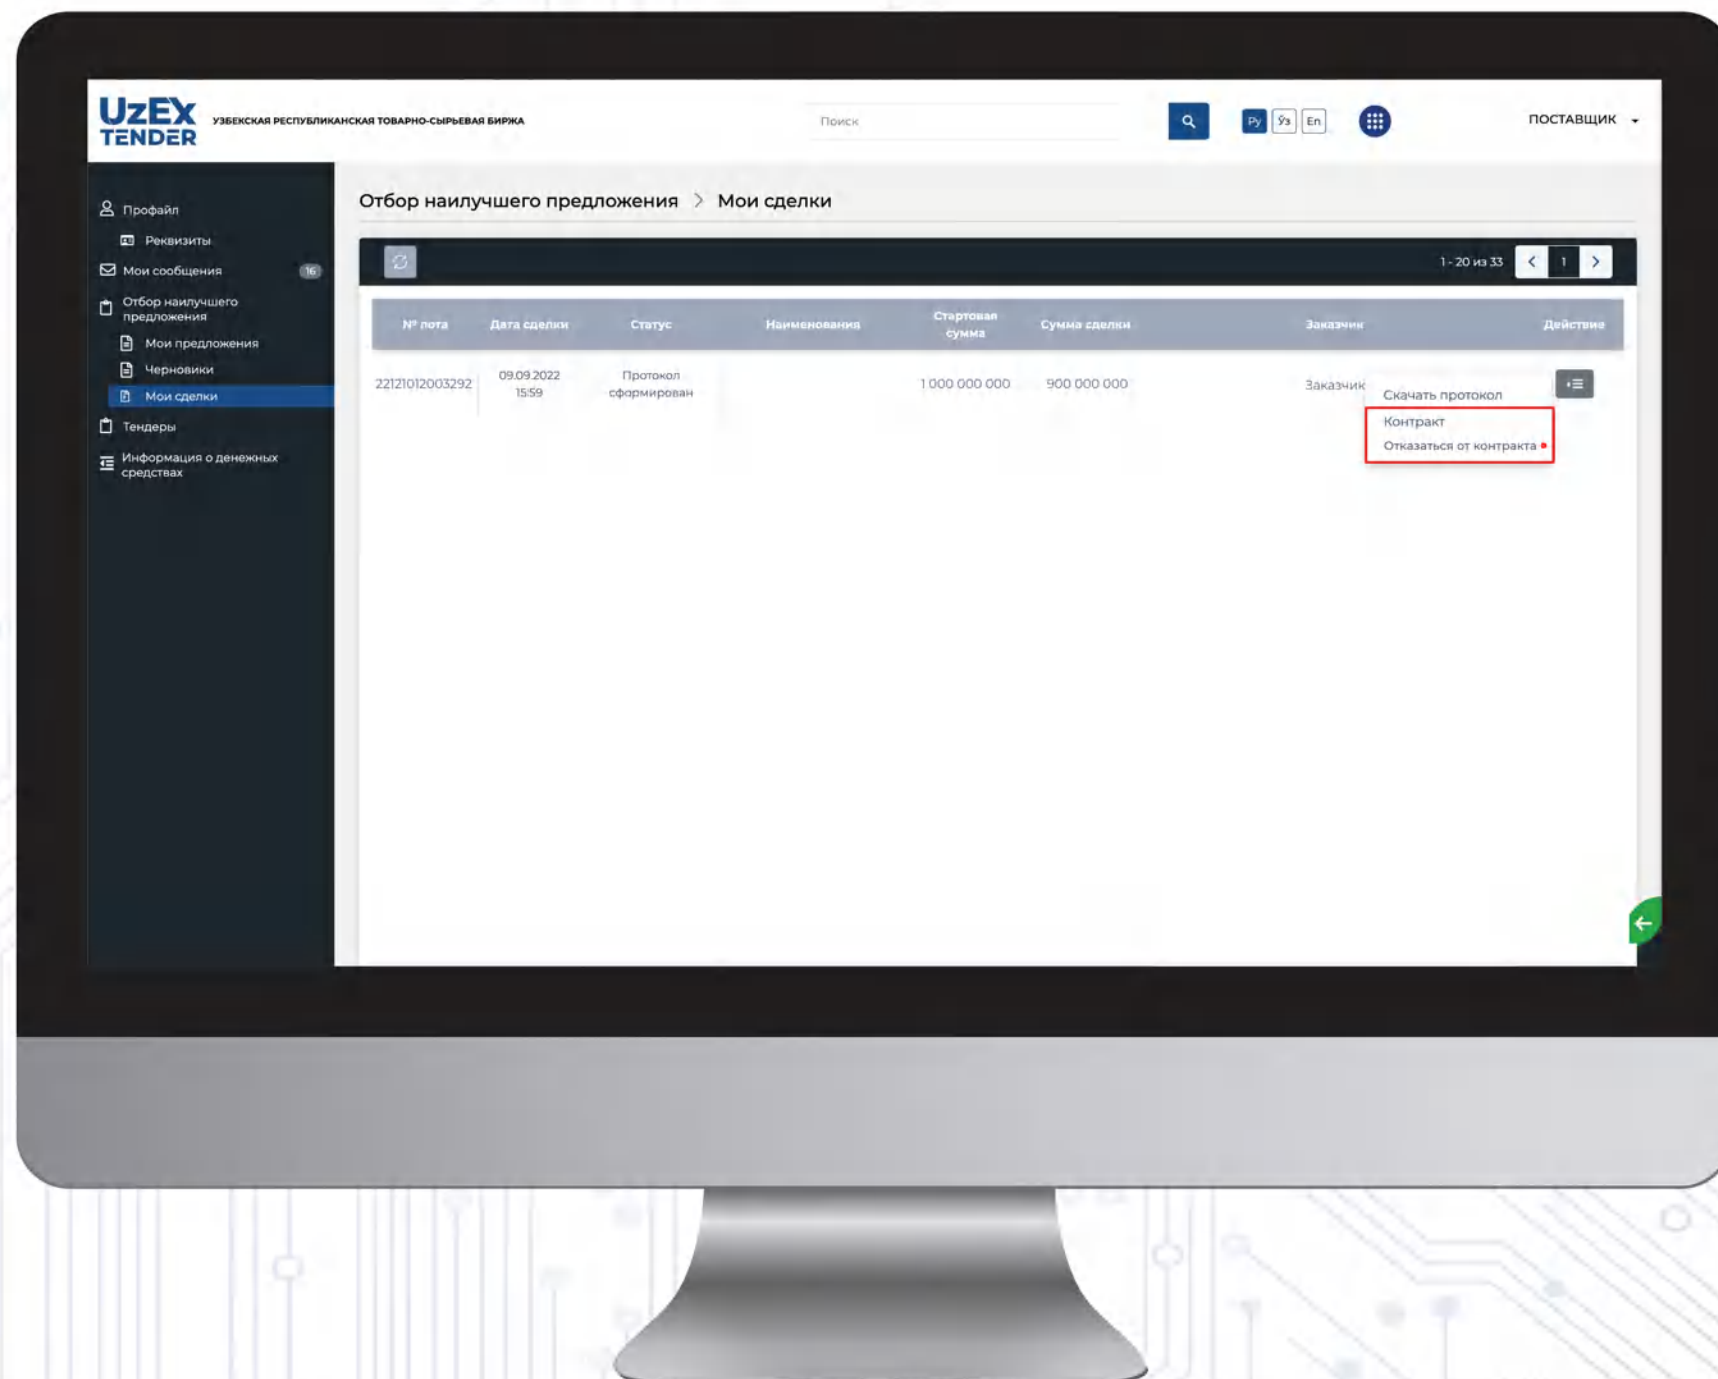 UzEX
TENDER
УЗБЕКСКАЯ РЕСПУБЛИКАНСКАЯ ТОВАРНО-СЫРЬЕВАЯ БИРЖА
Поиск
Ру Ўз En
ПОСТАВЩИК
Профайл
Реквизиты
Мои сообщения 16
Отбор наилучшего
предложения
Мои предложения
Черновики
Мои сделки
Тендеры
Информация о денежных
средствах
Отбор наилучшего предложения > Мои сделки
1 - 20 из 33 < 1 >
№ лота Дата сделки Статус Наименования Стартовая сумма Сумма сделки Заказчик Действие
22121012003292 09.09.2022 15:59 Протокол сформирован 1 000 000 000 900 000 000 Заказчик
Скачать протокол
Контракт
Отказаться от контракта